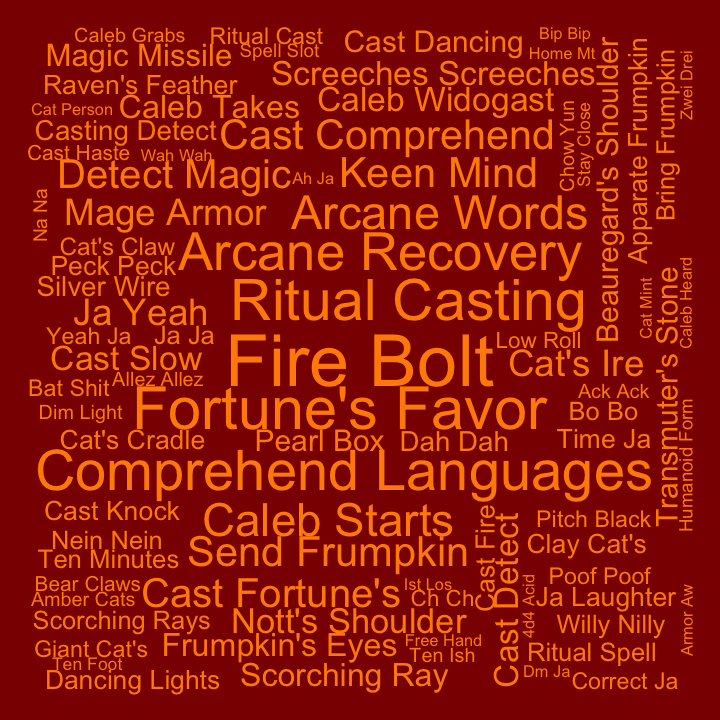 Caleb Grabs
Ritual Cast
Bip Bip
Magic Missile
Spell Slot
Cast Dancing
Home Mt
Raven's Feather
Screeches Screeches
Cat Person
Caleb Takes
Caleb Widogast
Casting Detect
Cast Comprehend
Cast Haste
Wah Wah
Detect Magic
Ah Ja
Keen Mind
Chow Yun
Stay Close
Beauregard's Shoulder
Apparate Frumpkin
Bring Frumpkin
Zwei Drei
Na Na
Mage Armor
Arcane Words
Cat's Claw
Arcane Recovery
Peck Peck
Silver Wire
Ritual Casting
Ja Yeah
Cat Mint
Caleb Heard
Transmuter's Stone
Yeah Ja
Ja Ja
Fire Bolt
Low Roll
Cast Slow
Cat's Ire
Bat Shit
Allez Allez
Ack Ack
Dim Light
Fortune's Favor
Bo Bo
Cat's Cradle
Pearl Box
Dah Dah
Time Ja
Humanoid Form
Comprehend Languages
Cast Knock
Caleb Starts
Cast Fire
Cast Detect
Pitch Black
Nein Nein
Send Frumpkin
Clay Cat's
Ten Minutes
Bear Claws
Cast Fortune's
Ist Los
Poof Poof
Amber Cats
Ch Ch
4d4 Acid
Ja Laughter
Armor Aw
Scorching Rays
Nott's Shoulder
Willy Nilly
Giant Cat's
Frumpkin's Eyes
Free Hand
Ten Ish
Ritual Spell
Ten Foot
Dancing Lights
Scorching Ray
Dm Ja
Correct Ja